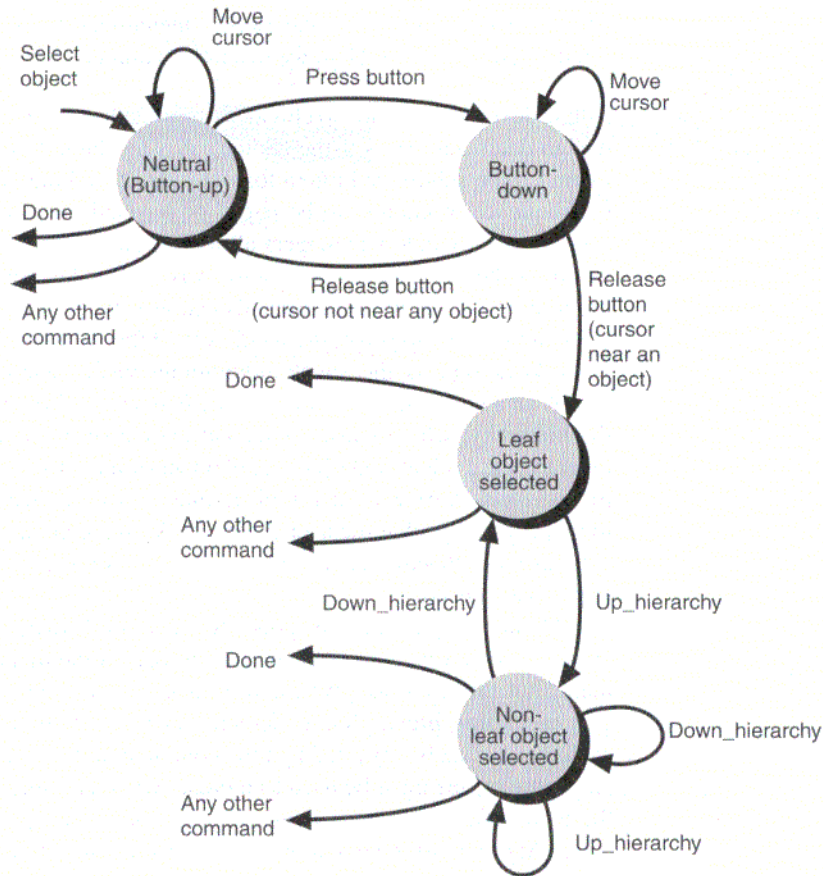 Move
cursor
Select
object
Press button
Move
cursor
Neutral
(Button-up)
Button-
down
Done
Release button
(cursor not near any object)
Any other
command
Release
button
(cursor
near an
object)
Done
Leaf
object
selected
Any other
command
Down_hierarchy
Up_hierarchy
Done
Non-
leaf object
selected
Down_hierarchy
Any other
command
Up_hierarchy